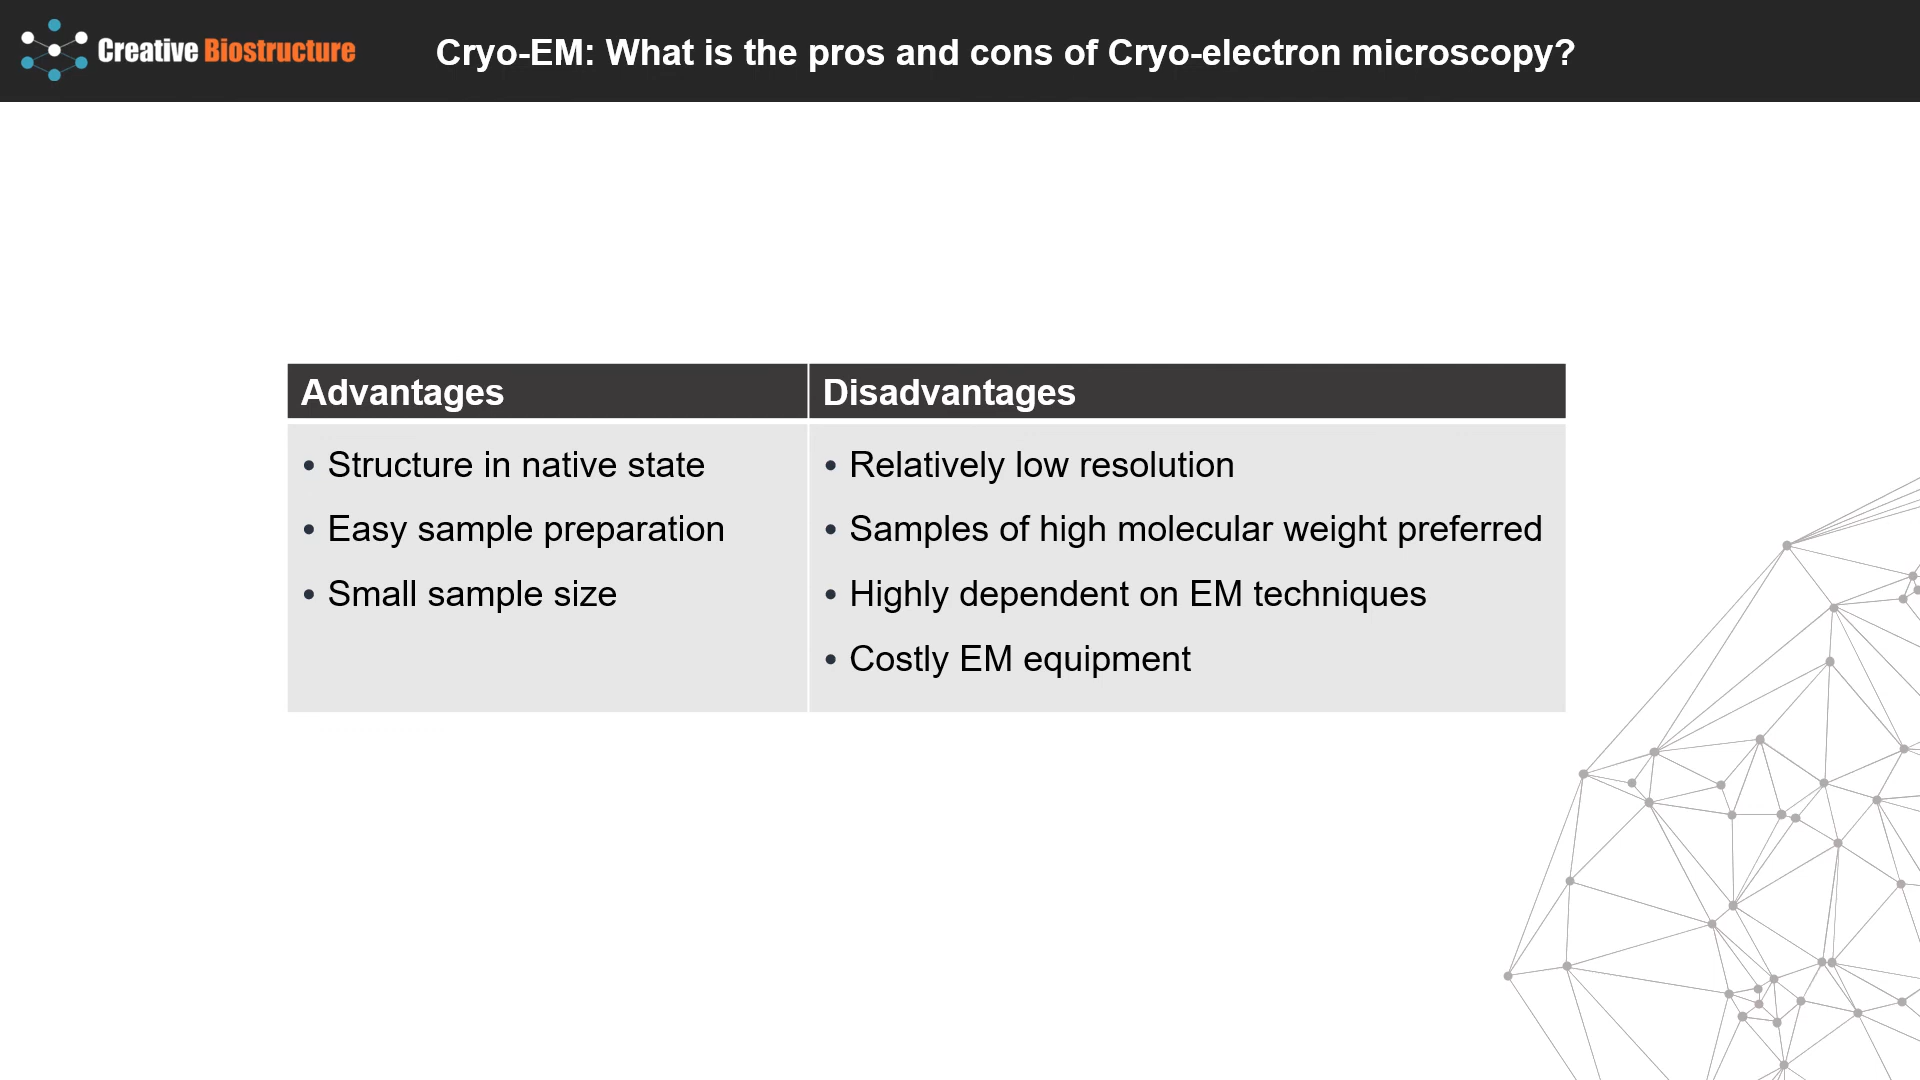 Creative Biostructure
Cryo-EM: What is the pros and cons of Cryo-electron microscopy?
Advantages
Disadvantages
• Structure in native state
• Easy sample preparation
• Small sample size
• Relatively low resolution
• Samples of high molecular weight preferred
• Highly dependent on EM techniques
• Costly EM equipment